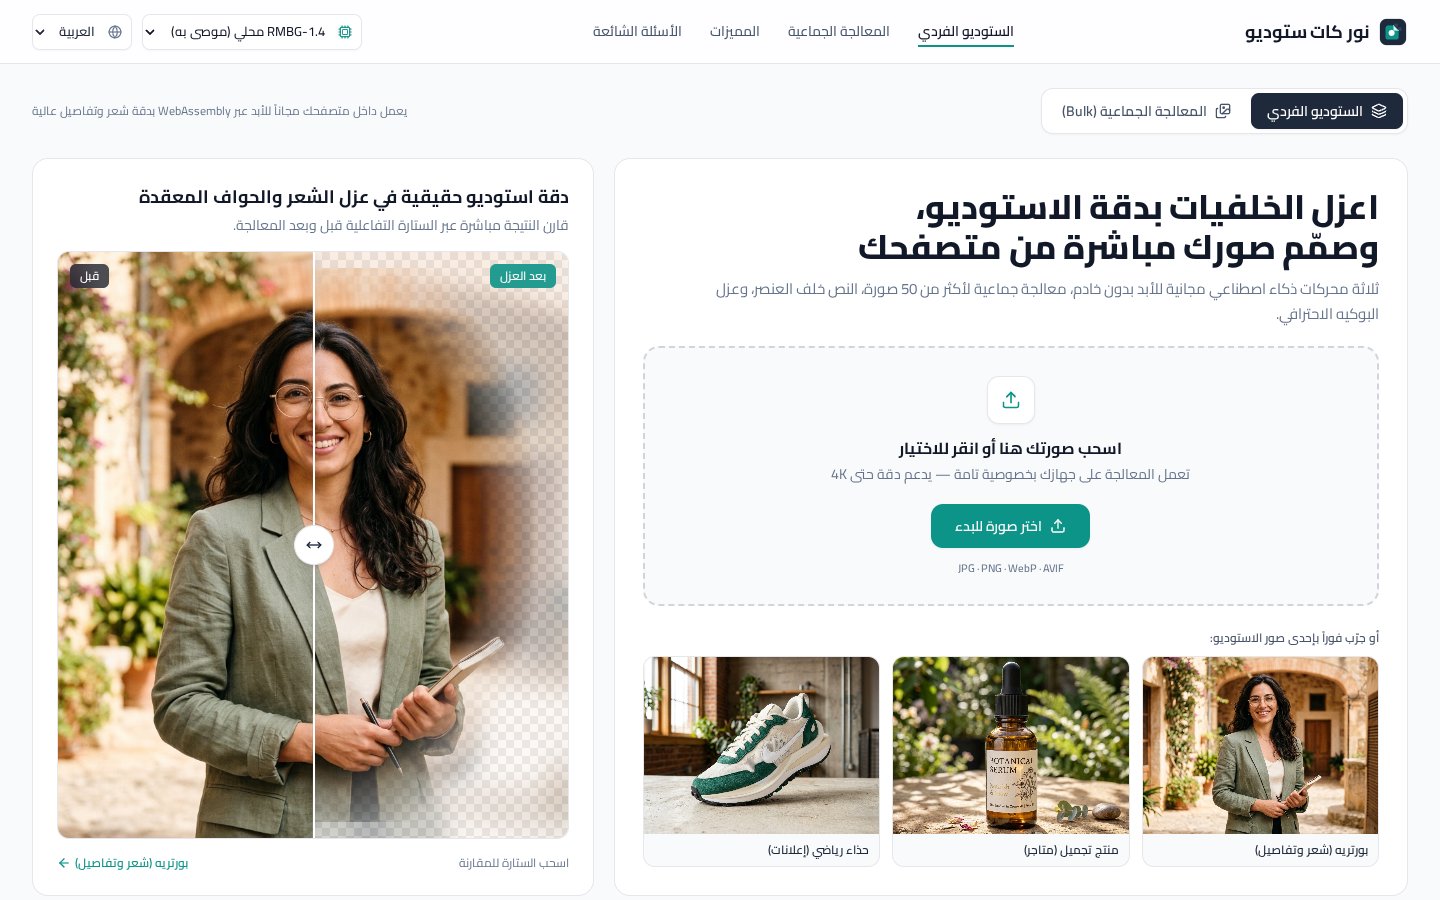 نور كات ستوديو
الستوديو الفردي
المعالجة الجماعية
المميزات
الأسئلة الشائعة
RMBG-1.4 محلي (موصى به)
العربية
الستوديو الفردي
المعالجة الجماعية (Bulk)
يعمل داخل متصفحك مجاناً للأبد عبر WebAssembly بدقة شعر وتفاصيل عالية
اعزل الخلفيات بدقة الاستوديو،
وصمّم صورك مباشرة من متصفحك
ثلاثة محركات ذكاء اصطناعي مجانية للأبد بدون خادم، معالجة جماعية لأكثر من 50 صورة، النص خلف العنصر، وعزل
البوكيه الاحترافي.
اسحب صورتك هنا أو انقر للاختيار
تعمل المعالجة على جهازك بخصوصية تامة — يدعم دقة حتى 4K
اختر صورة للبدء
JPG · PNG · WebP · AVIF
أو جرّب فوراً بإحدى صور الاستوديو:
BOTANICAL
SERUM
بورتريه (شعر وتفاصيل)
منتج تجميل (متاجر)
حذاء رياضي (إعلانات)
دقة استوديو حقيقية في عزل الشعر والحواف المعقدة
قارن النتيجة مباشرة عبر الستارة التفاعلية قبل وبعد المعالجة.
بعد العزل
قبل
اسحب الستارة للمقارنة
بورتريه (شعر وتفاصيل)